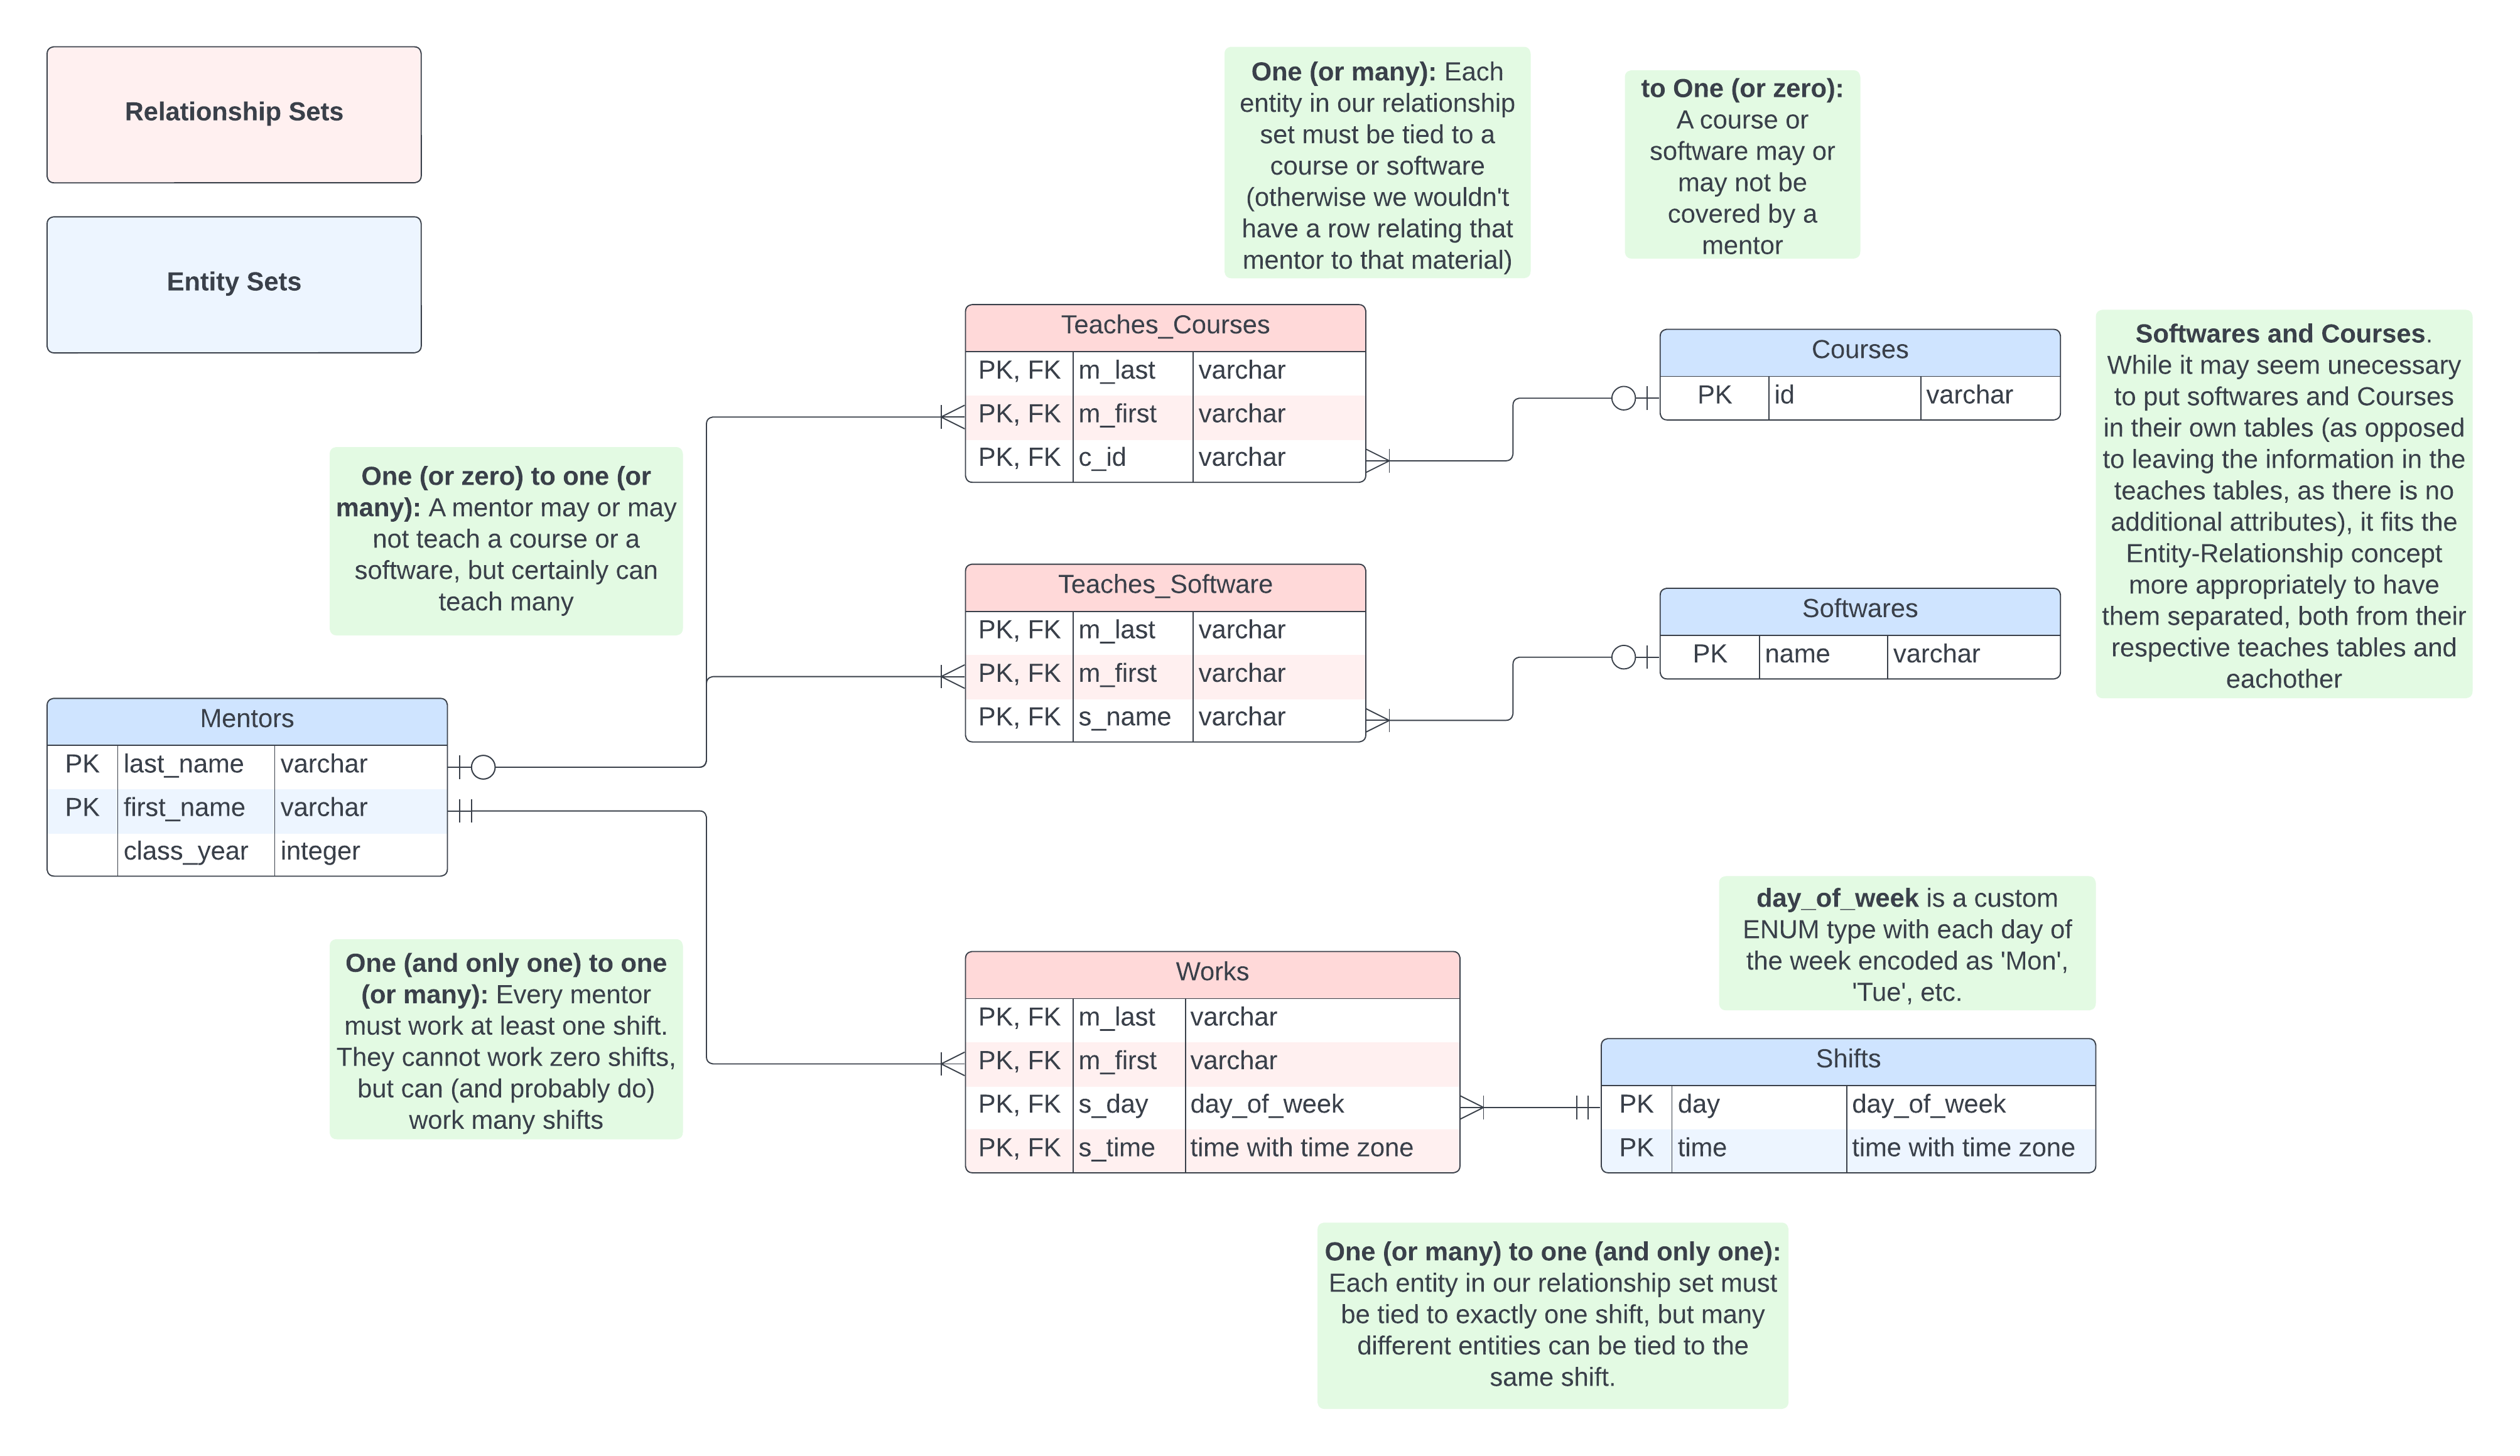 Relationship Sets
Entity Sets
One (or many): Each
entity in our relationship
set must be tied to a
course or software
(otherwise we wouldn't
have a row relating that
mentor to that material)
to One (or zero):
A course or
software may or
may not be
covered by a
mentor
Teaches_Courses
PK, FK m_last varchar
PK, FK m_first varchar
PK, FK c_id varchar
Courses
PK id varchar
Softwares and Courses.
While it may seem unecessary
to put softwares and Courses
in their own tables (as opposed
to leaving the information in the
teaches tables, as there is no
additional attributes), it fits the
Entity-Relationship concept
more appropriately to have
them separated, both from their
respective teaches tables and
eachother
One (or zero) to one (or
many): A mentor may or may
not teach a course or a
software, but certainly can
teach many
Teaches_Software
PK, FK m_last varchar
PK, FK m_first varchar
PK, FK s_name varchar
Softwares
PK name varchar
Mentors
PK last_name varchar
PK first_name varchar
class_year integer
One (and only one) to one
(or many): Every mentor
must work at least one shift.
They cannot work zero shifts,
but can (and probably do)
work many shifts
Works
PK, FK m_last varchar
PK, FK m_first varchar
PK, FK s_day day_of_week
PK, FK s_time time with time zone
day_of_week is a custom
ENUM type with each day of
the week encoded as 'Mon',
'Tue', etc.
Shifts
PK day day_of_week
PK time time with time zone
One (or many) to one (and only one):
Each entity in our relationship set must
be tied to exactly one shift, but many
different entities can be tied to the
same shift.